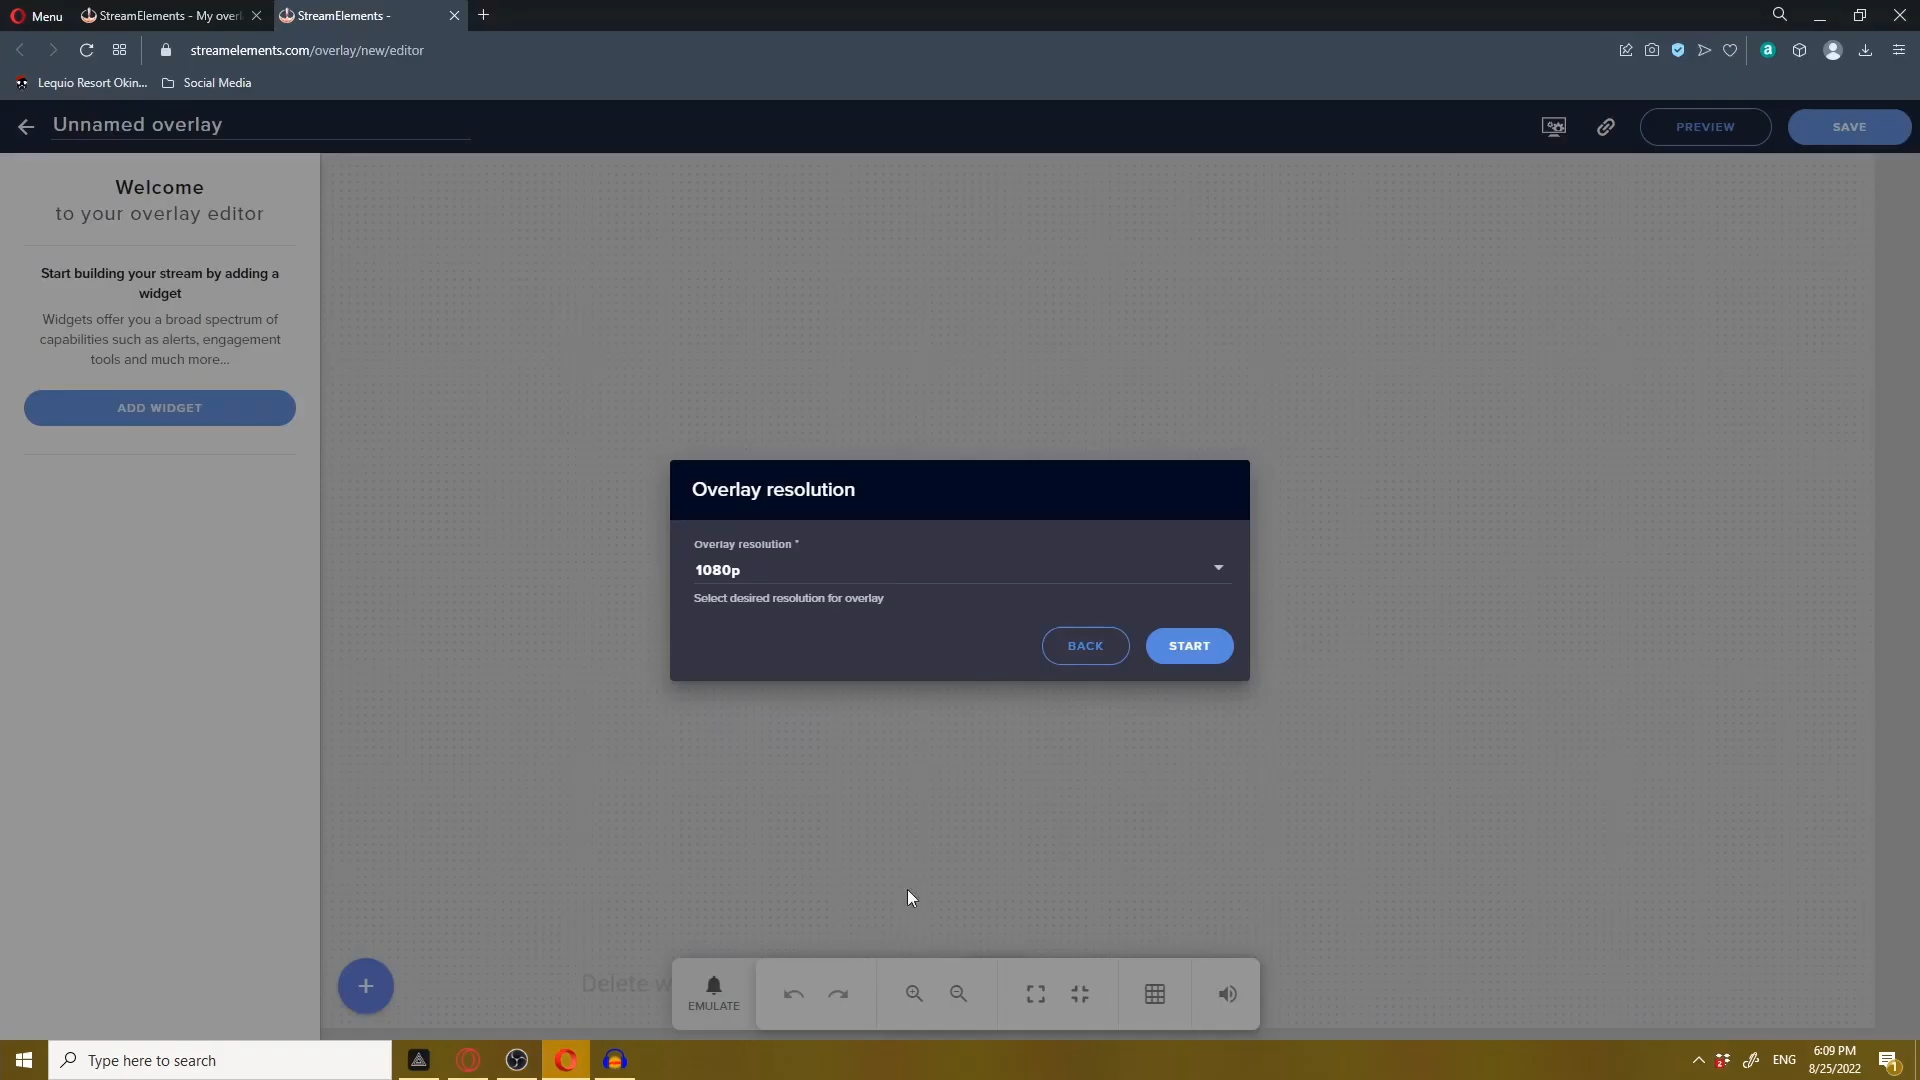 Menu
StreamElements - My overl
StreamElements -
streamelements.com/overlay/new/editor
Lequio Resort Okin...
Social Media
Unnamed overlay
PREVIEW
SAVE
Welcome
to your overlay editor
Start building your stream by adding a
widget
Widgets offer you a broad spectrum of
capabilities such as alerts, engagement
tools and much more...
ADD WIDGET
Overlay resolution
Overlay resolution *
1080p
Select desired resolution for overlay
BACK
START
Delete w
EMULATE
Type here to search
2
ENG
6:09 PM
8/25/2022
1